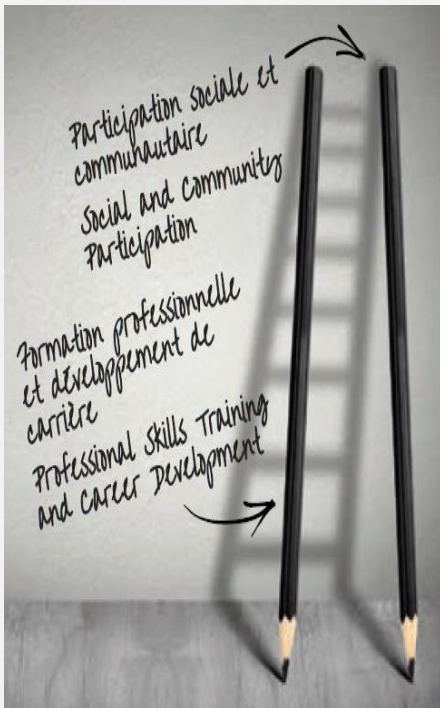 Participation sociale et
communautaire
Social and Community
Participation
Formation professionnelle
et développement de
carrière
Professional Skills Training
and Career Development